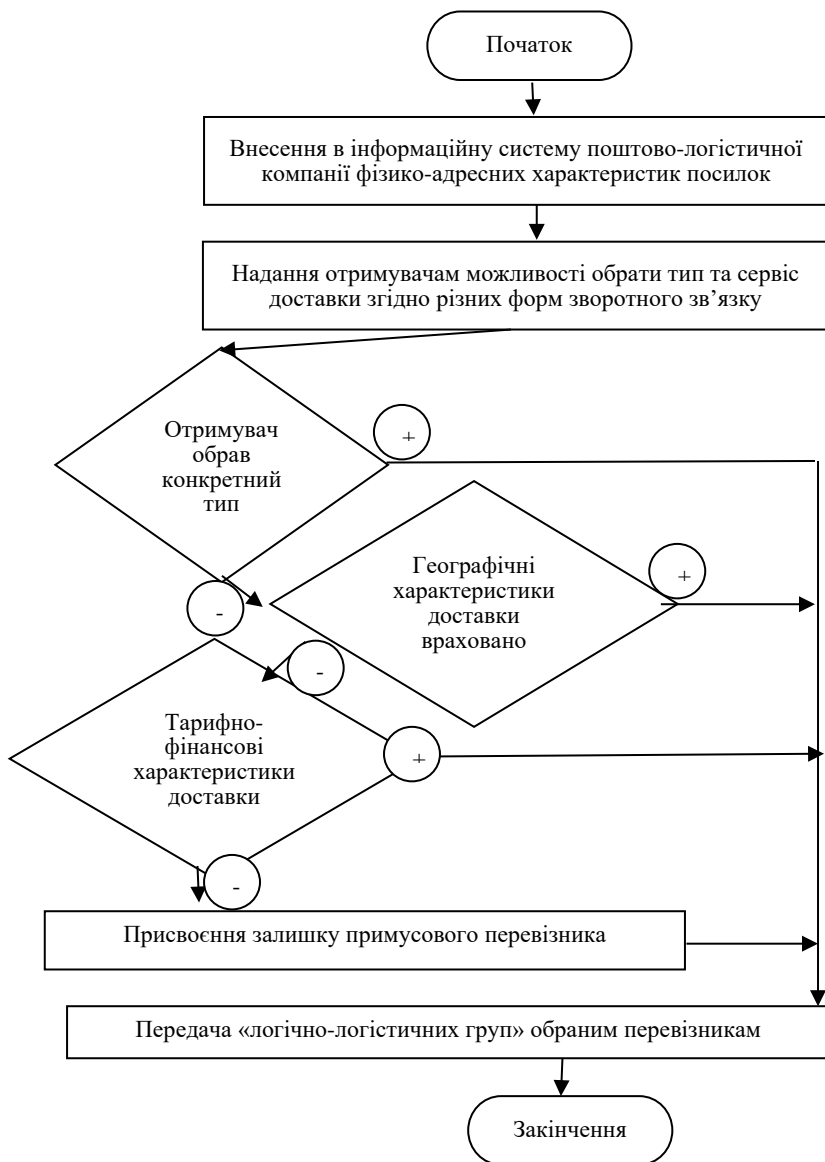 Початок
Внесення в інформаційну систему поштово-логістичної
компанії фізико-адресних характеристик посилок
Надання отримувачам можливості обрати тип та сервіс
доставки згідно різних форм зворотного зв’язку
Отримувач
обрав
конкретний
тип
+
Географічні
характеристики
доставки
враховано
+
-
-
Тарифно-
фінансові
характеристики
доставки
+
-
Присвоєння залишку примусового перевізника
Передача «логічно-логістичних груп» обраним перевізникам
Закінчення